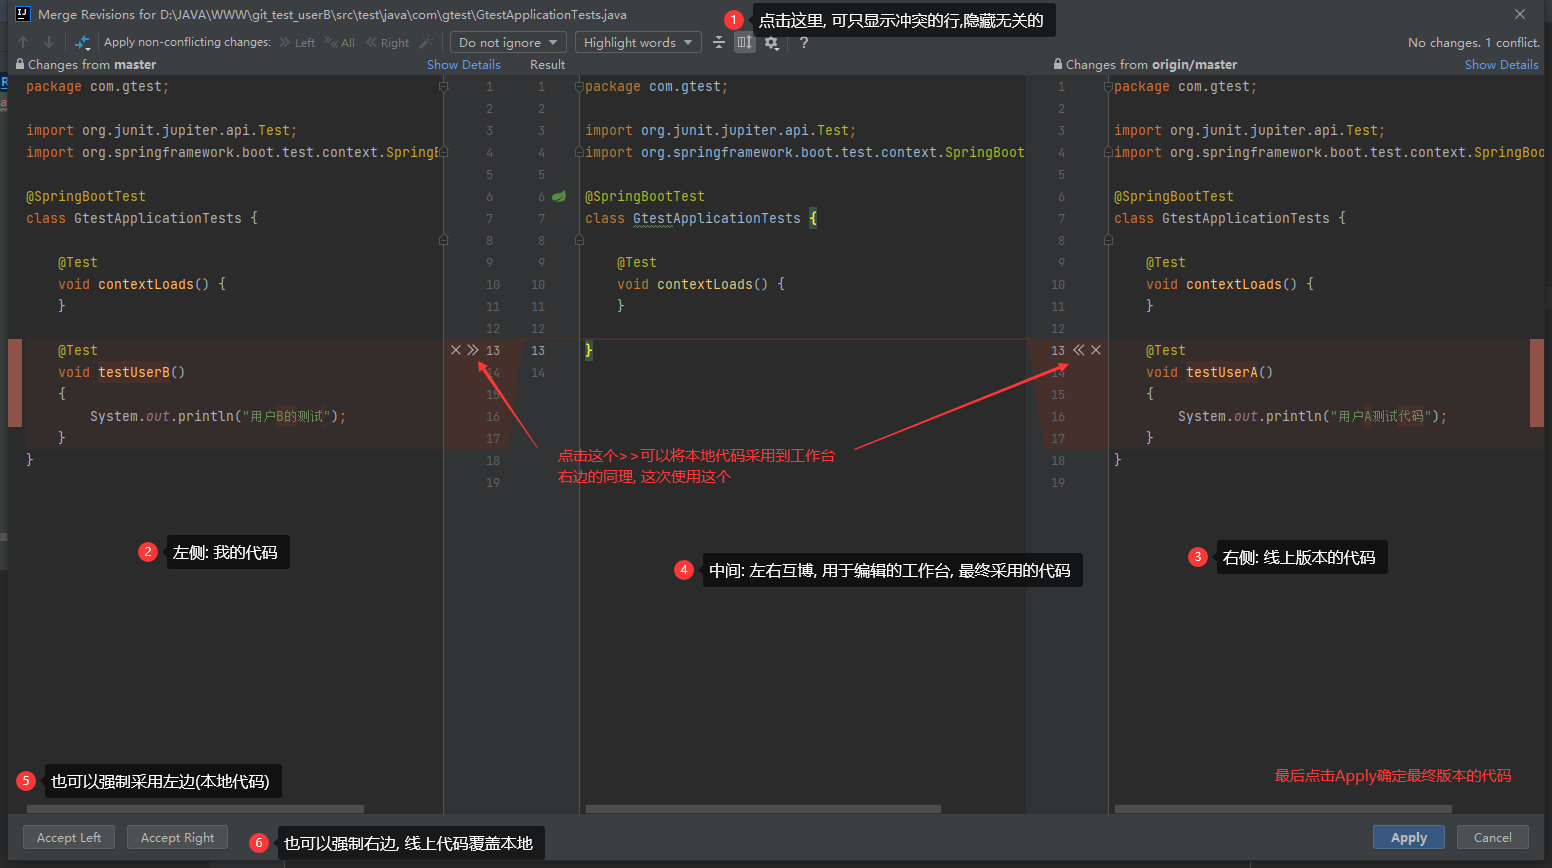 Merge Revisions for D:\JAVA\WWW\git_test_userB\src\test\java\com\gtest\GtestApplicationTests.java
1 点击这里, 可只显示冲突的行,隐藏无关的
Apply non-conflicting changes: Left All Right Do not ignore Highlight words ? No changes. 1 conflict.
Changes from master Show Details Result Changes from origin/master Show Details
package com.gtest; 1 1 package com.gtest; 1 package com.gtest;
2 2 2
import org.junit.jupiter.api.Test; 3 3 import org.junit.jupiter.api.Test; 3 import org.junit.jupiter.api.Test;
import org.springframework.boot.test.context.SpringB 4 4 import org.springframework.boot.test.context.SpringBoot 4 import org.springframework.boot.test.context.SpringBoo
5 5 5
@SpringBootTest 6 6 @SpringBootTest 6 @SpringBootTest
class GtestApplicationTests { 7 7 class GtestApplicationTests { 7 class GtestApplicationTests {
8 8 8
@Test 9 9 @Test 9 @Test
void contextLoads() { 10 10 void contextLoads() { 10 void contextLoads() {
} 11 11 } 11 }
12 12 12
@Test 13 13 } 13 @Test
void testUserB() 14 14 14 void testUserA()
{ 15 15 {
System.out.println("用户B的测试"); 16 16 System.out.println("用户A测试代码");
} 17 17 }
} 18 18 }
19 19
点击这个>>可以将本地代码采用到工作台
右边的同理, 这次使用这个
2 左侧: 我的代码
3 右侧: 线上版本的代码
4 中间: 左右互博, 用于编辑的工作台, 最终采用的代码
5 也可以强制采用左边(本地代码)
最后点击Apply确定最终版本的代码
Accept Left Accept Right 6 也可以强制右边, 线上代码覆盖本地 Apply Cancel